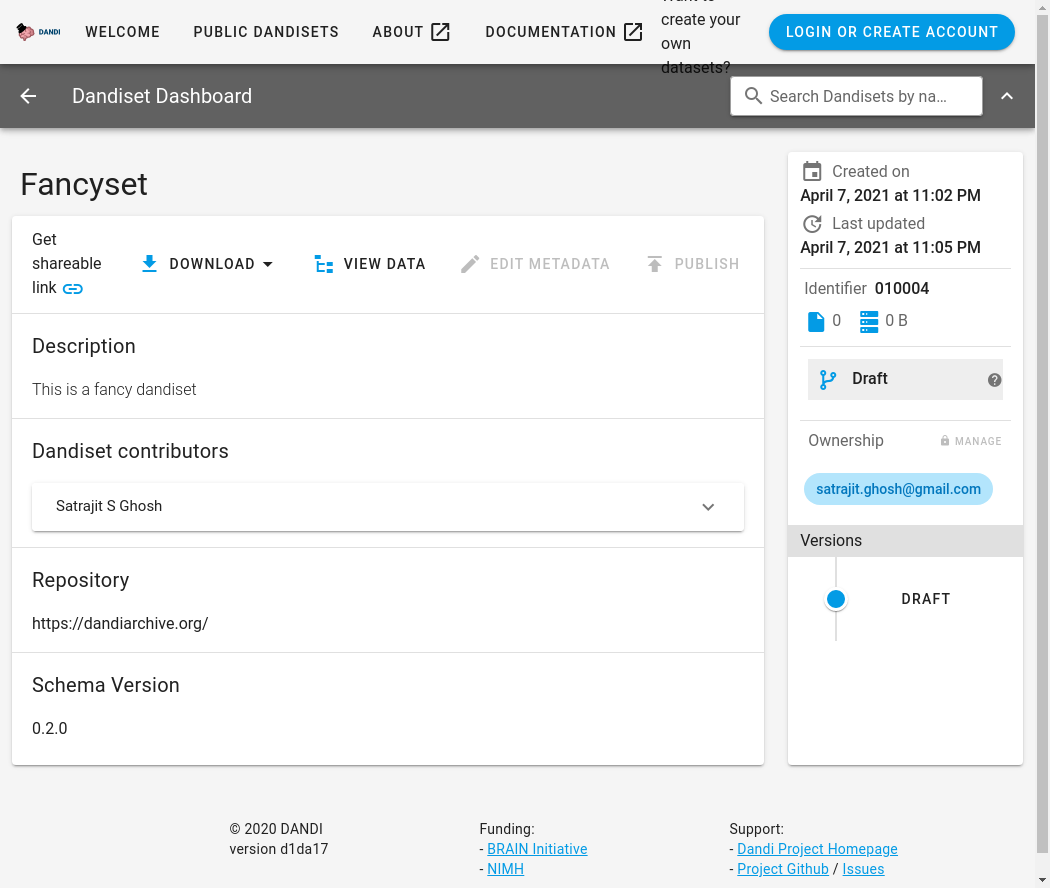 DANDI
WELCOME
PUBLIC DANDISETS
ABOUT
DOCUMENTATION
create your
own
datasets?
LOGIN OR CREATE ACCOUNT
Dandiset Dashboard
Search Dandisets by na...
Fancyset
Get
shareable
link
DOWNLOAD
VIEW DATA
EDIT METADATA
PUBLISH
Description
This is a fancy dandiset
Dandiset contributors
Satrajit S Ghosh
Repository
https://dandiarchive.org/
Schema Version
0.2.0
Created on
April 7, 2021 at 11:02 PM
Last updated
April 7, 2021 at 11:05 PM
Identifier 010004
0
0 B
Draft
Ownership
MANAGE
satrajit.ghosh@gmail.com
Versions
DRAFT
© 2020 DANDI
version d1da17
Funding:
- BRAIN Initiative
- NIMH
Support:
- Dandi Project Homepage
- Project Github / Issues